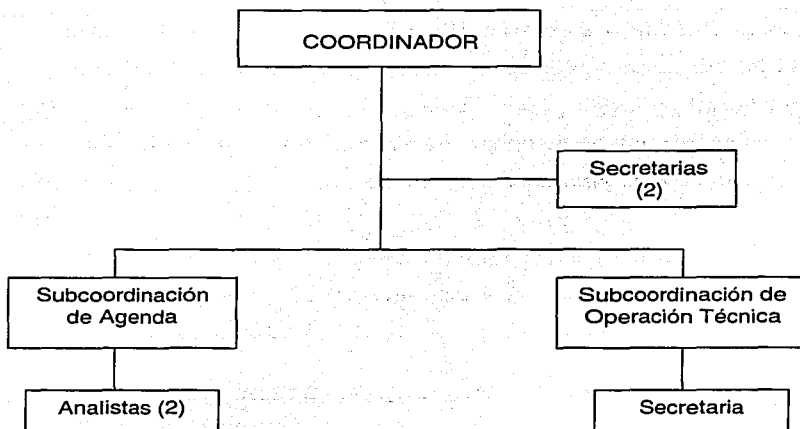 COORDINADOR
Secretarias
(2)
Subcoordinación
de Agenda
Subcoordinación de
Operación Técnica
Analistas (2)
Secretaria